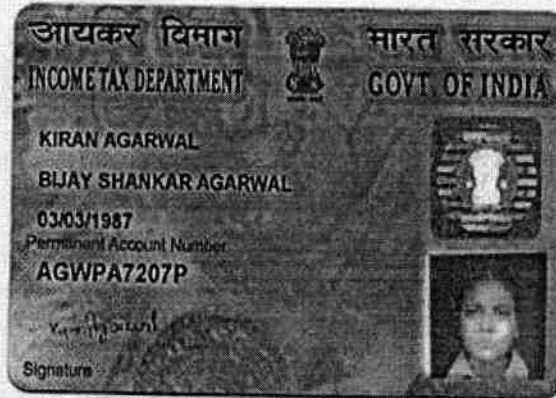 आयकर विभाग
INCOME TAX DEPARTMENT
भारत सरकार
GOVT. OF INDIA
KIRAN AGARWAL
BIJAY SHANKAR AGARWAL
03/03/1987
Permanent Account Number
AGWPA7207P
Signature